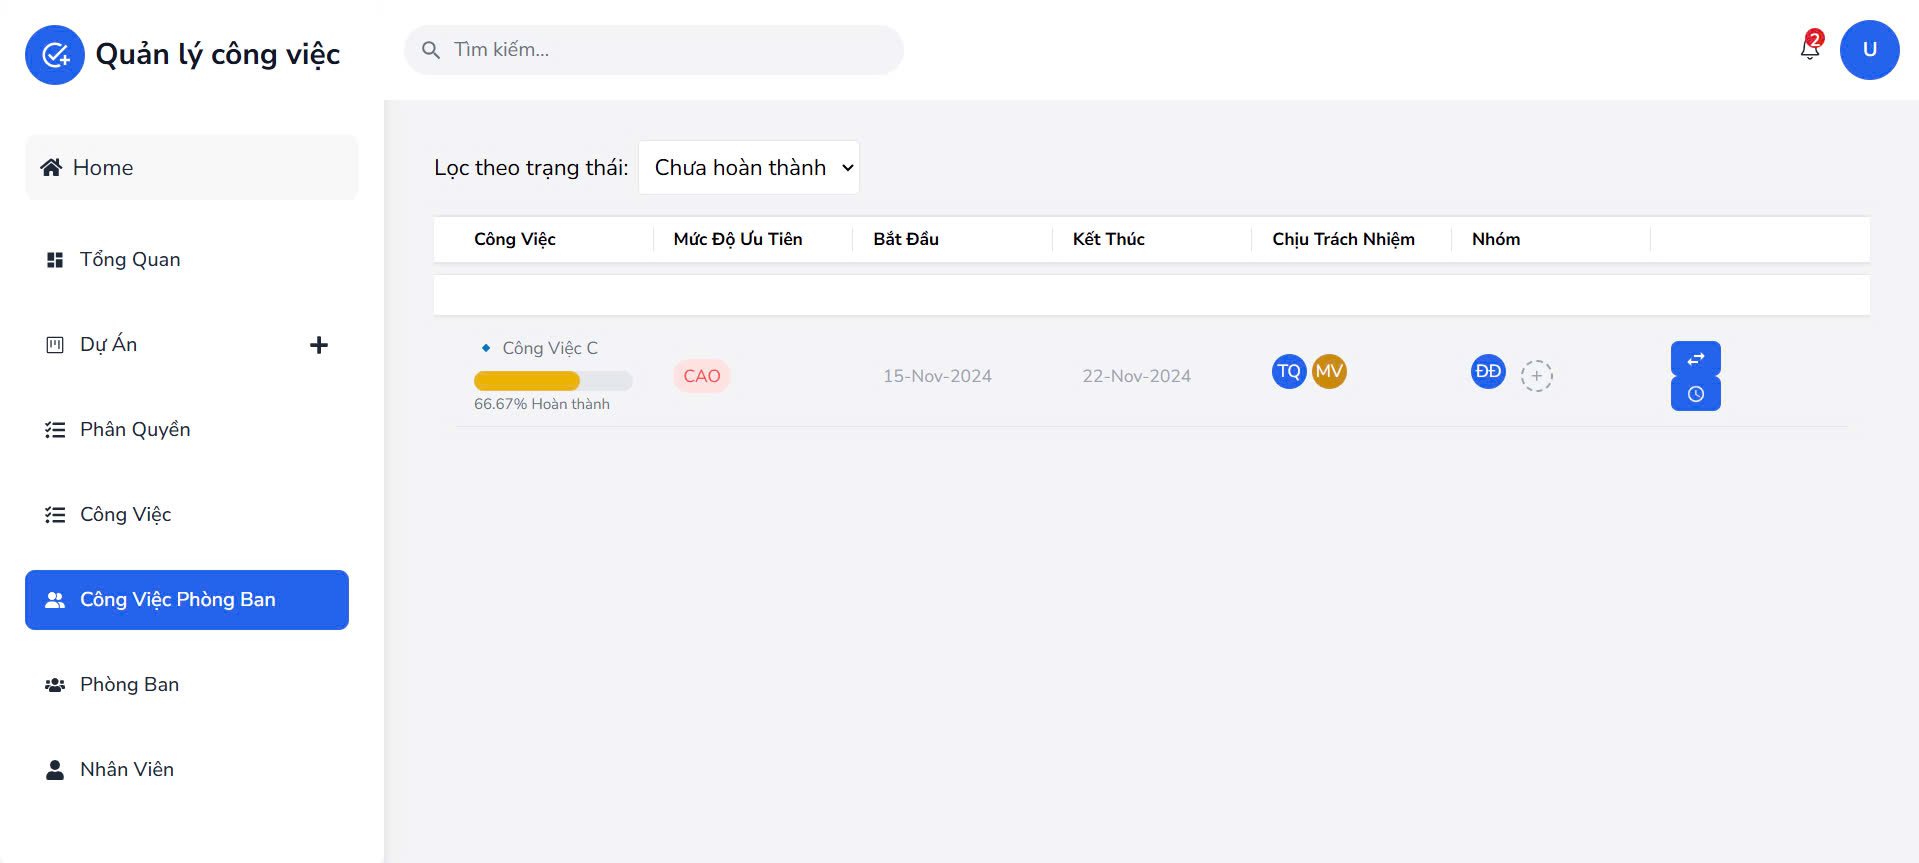 Quản lý công việc
Tìm kiếm...
2
U
Home
Tổng Quan
Dự Án
Phân Quyền
Công Việc
Công Việc Phòng Ban
Phòng Ban
Nhân Viên
Lọc theo trạng thái: Chưa hoàn thành
Công Việc Mức Độ Ưu Tiên Bắt Đầu Kết Thúc Chịu Trách Nhiệm Nhóm
Công Việc C
66.67% Hoàn thành
CAO
15-Nov-2024
22-Nov-2024
TQ MV
ĐĐ